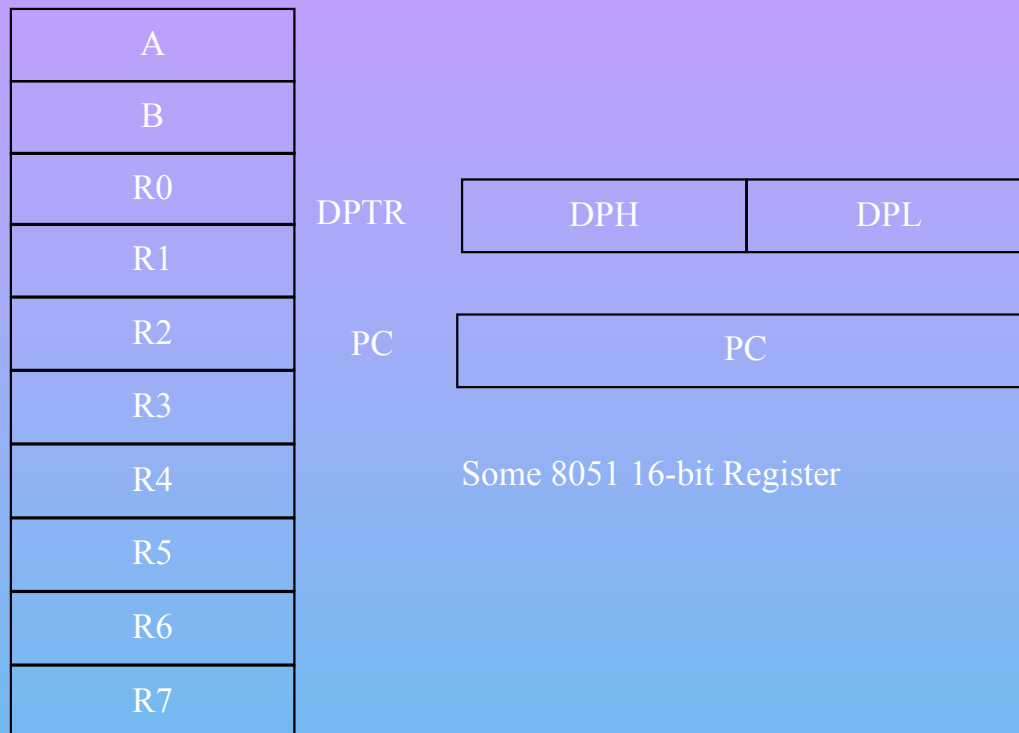 A
B
R0
R1
R2
R3
R4
R5
R6
R7
DPTR DPH DPL
PC PC
Some 8051 16-bit Register